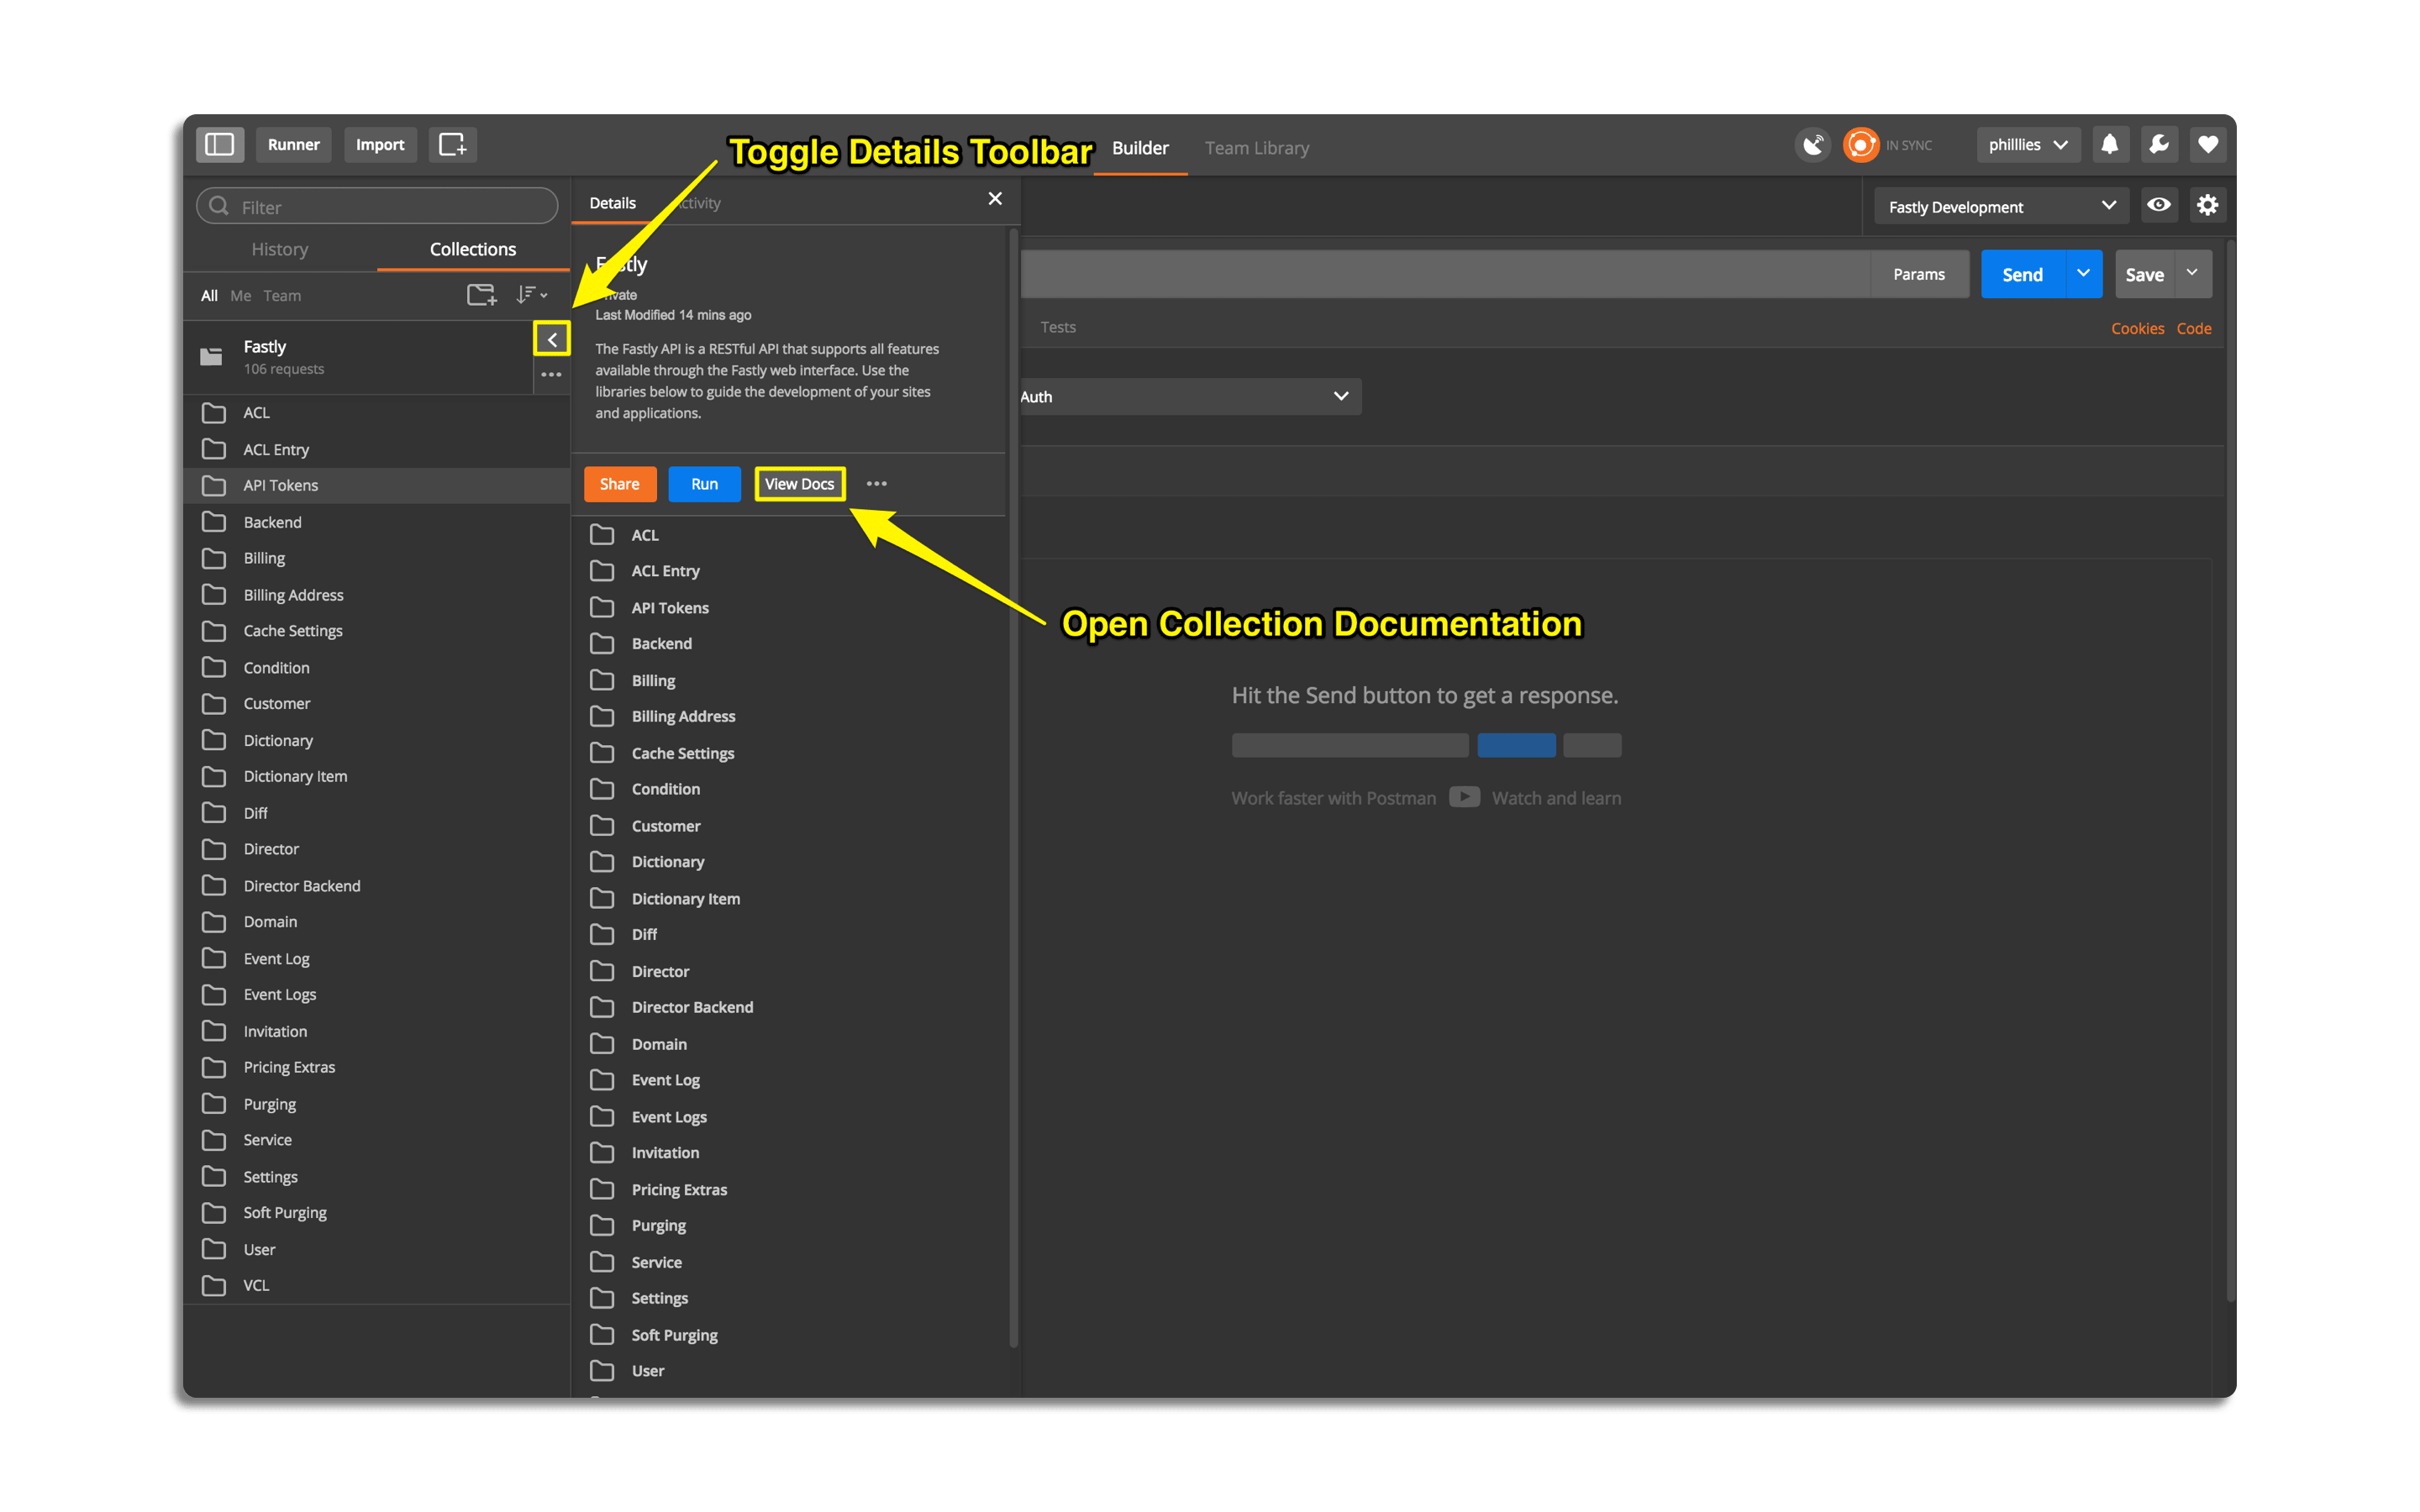 Runner
Import
Toggle Details Toolbar
Builder
Team Library
IN SYNC
philllies
Filter
History
Collections
All Me Team
Fastly
106 requests
ACL
ACL Entry
API Tokens
Backend
Billing
Billing Address
Cache Settings
Condition
Customer
Dictionary
Dictionary Item
Diff
Director
Director Backend
Domain
Event Log
Event Logs
Invitation
Pricing Extras
Purging
Service
Settings
Soft Purging
User
VCL
Details
Last Modified 14 mins ago
The Fastly API is a RESTful API that supports all features
available through the Fastly web interface. Use the
libraries below to guide the development of your sites
and applications.
Share
Run
View Docs
ACL
ACL Entry
API Tokens
Backend
Billing
Billing Address
Cache Settings
Condition
Customer
Dictionary
Dictionary Item
Diff
Director
Director Backend
Domain
Event Log
Event Logs
Invitation
Pricing Extras
Purging
Service
Settings
Soft Purging
User
Fastly Development
Params
Send
Save
Tests
Cookies Code
Auth
Open Collection Documentation
Hit the Send button to get a response.
Work faster with Postman
Watch and learn